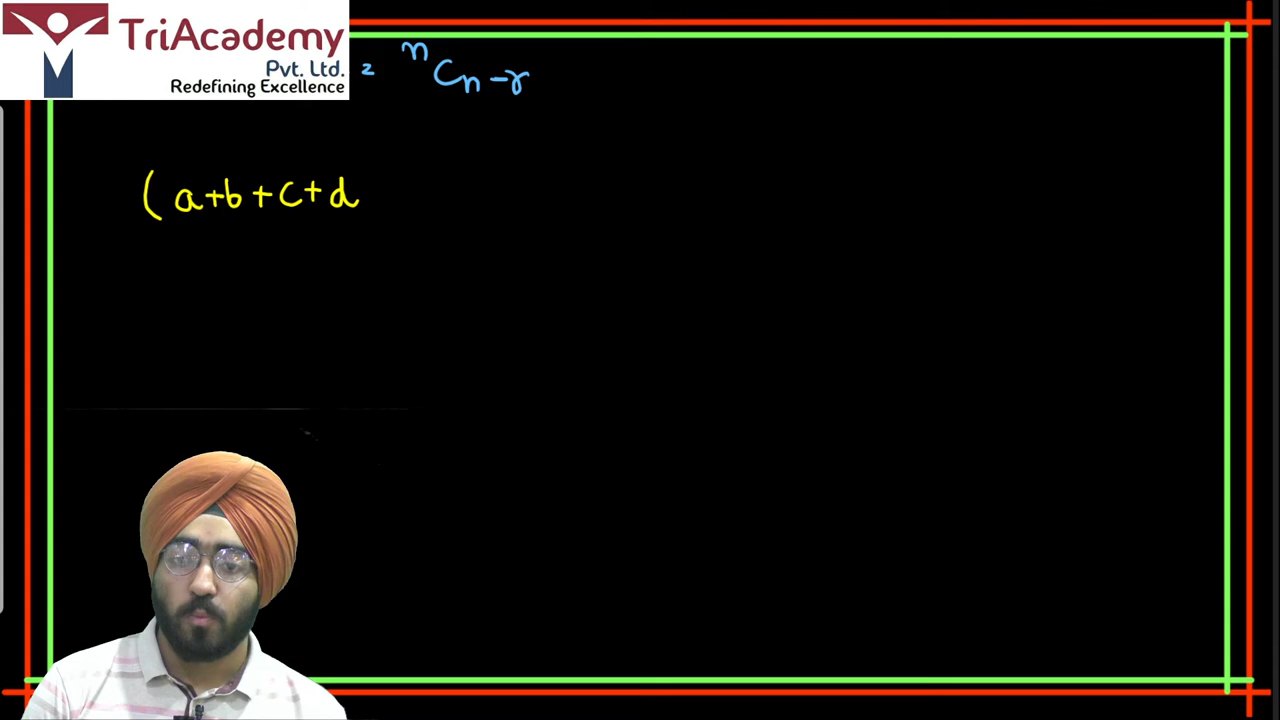 TriAcademy
Pvt. Ltd.
Redefining Excellence
= ⁿCₙ₋ᵣ
(a+b+c+d